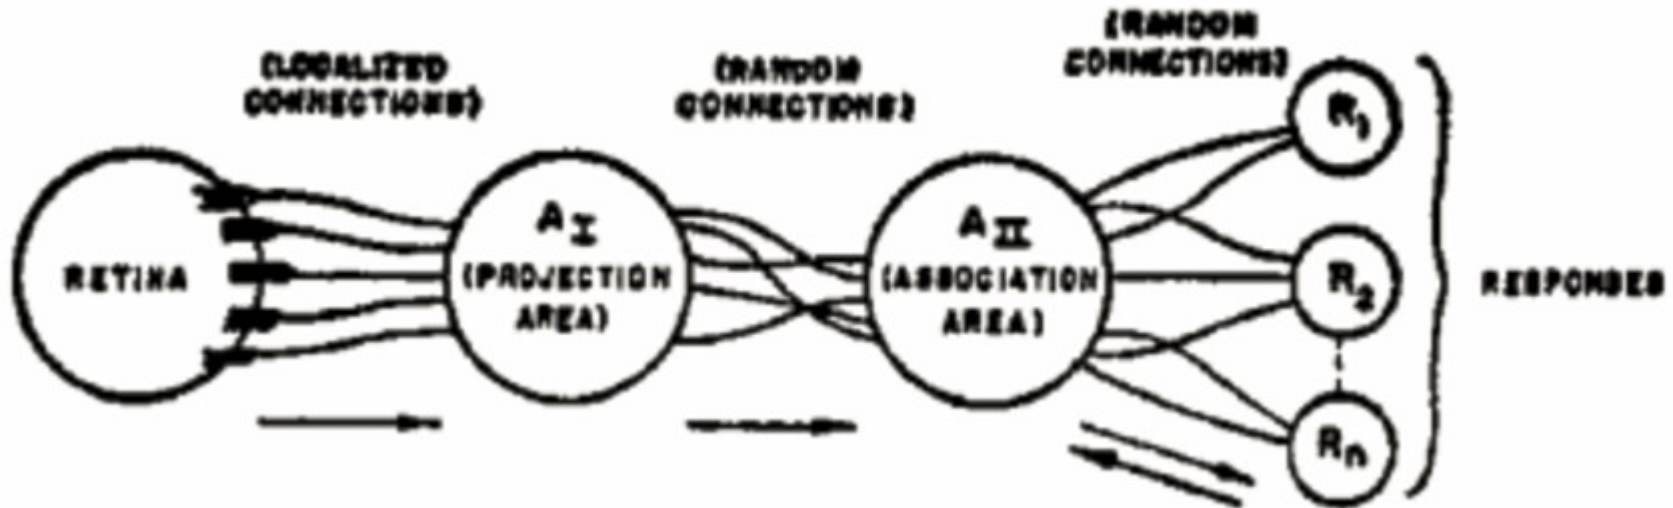 (LOCALIZED
CONNECTIONS)
(RANDOM
CONNECTIONS)
(RANDOM
CONNECTIONS)
RETINA
A I
(PROJECTION
AREA)
A II
(ASSOCIATION
AREA)
R1
R2
Rn
RESPONSES